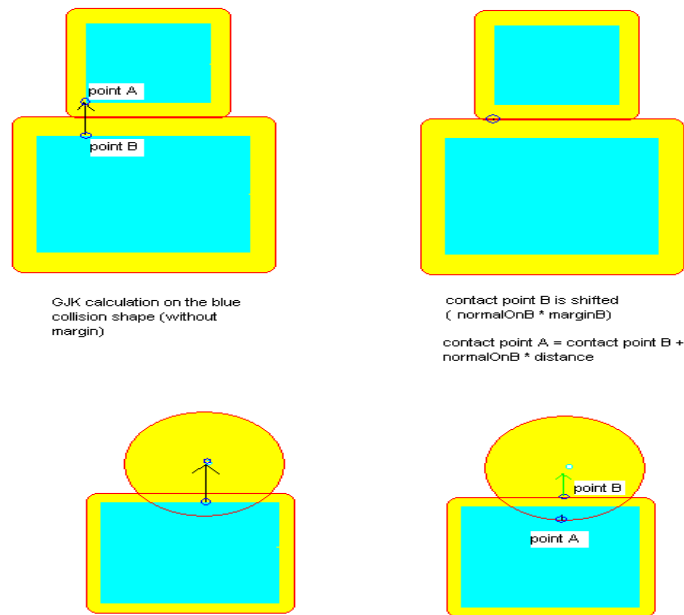 point A
point B
GJK calculation on the blue
collision shape (without
margin)
contact point B is shifted
( normalOnB * marginB)
contact point A = contact point B +
normalOnB * distance
point B
point A